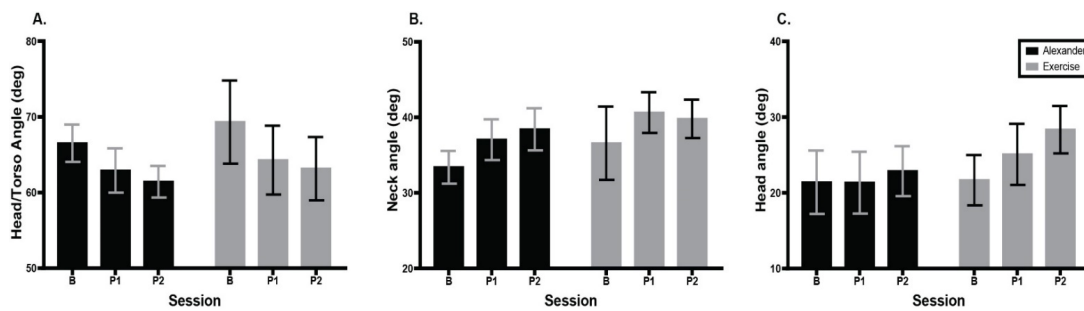 A.
Head/Torso Angle (deg)
80
70
60
50
B P1 P2 B P1 P2
Session
B.
Neck angle (deg)
50
40
30
20
B P1 P2 B P1 P2
Session
C.
Head angle (deg)
40
30
20
10
B P1 P2 B P1 P2
Session
Alexander
Exercise